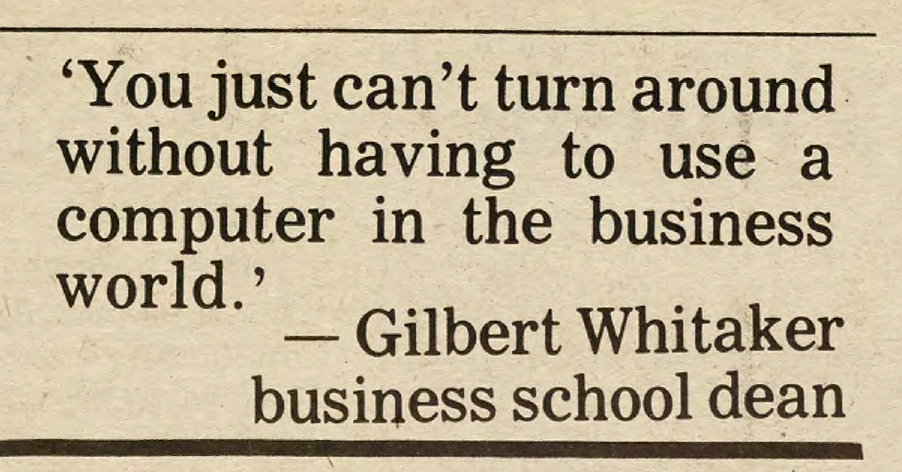 ‘You just can’t turn around
without having to use a
computer in the business
world.’
— Gilbert Whitaker
business school dean